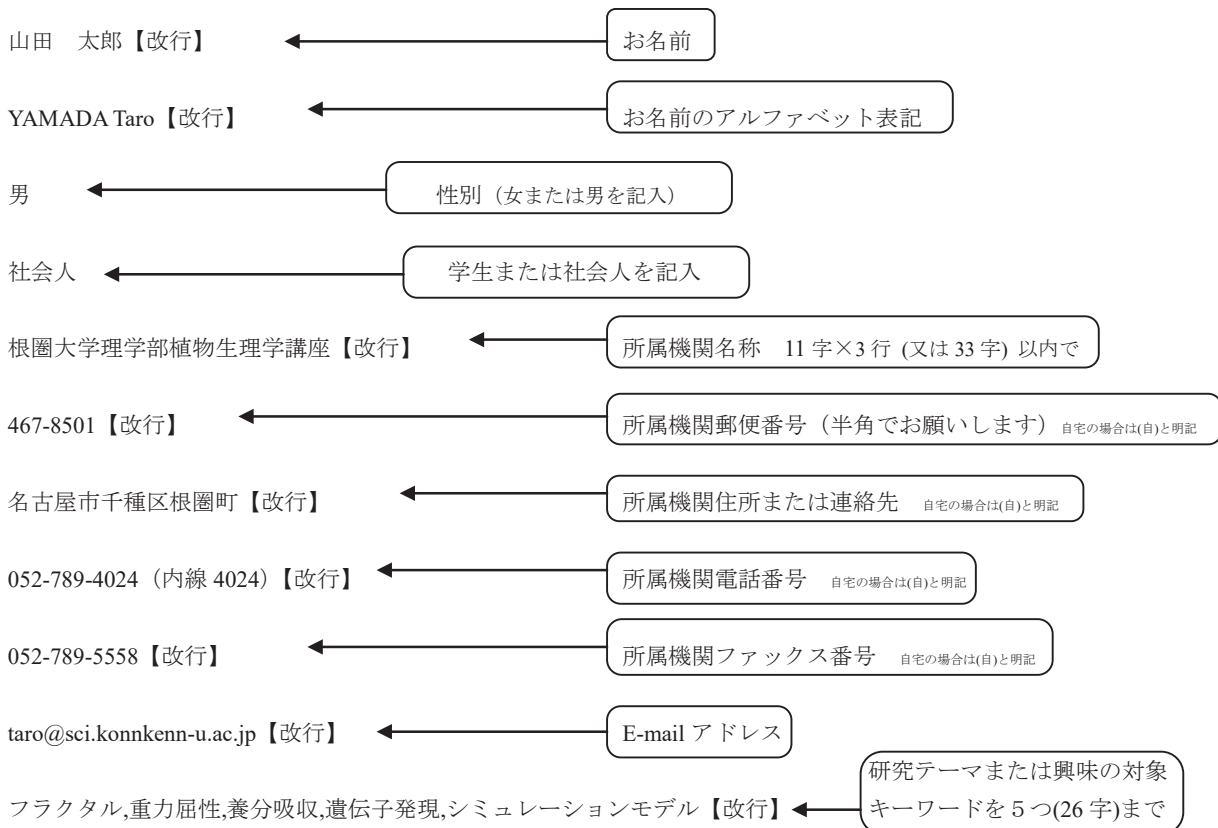 山田　太郎【改行】 お名前
YAMADA Taro【改行】 お名前のアルファベット表記
男 性別（女または男を記入）
社会人 学生または社会人を記入
根圏大学理学部植物生理学講座【改行】 所属機関名称　11字×3行 (又は33字) 以内で
467-8501【改行】 所属機関郵便番号（半角でお願いします）自宅の場合は(自)と明記
名古屋市千種区根圏町【改行】 所属機関住所または連絡先　自宅の場合は(自)と明記
052-789-4024（内線 4024）【改行】 所属機関電話番号　自宅の場合は(自)と明記
052-789-5558【改行】 所属機関ファックス番号　自宅の場合は(自)と明記
taro@sci.konnkenn-u.ac.jp【改行】 E-mail アドレス
フラクタル,重力屈性,養分吸収,遺伝子発現,シミュレーションモデル【改行】
研究テーマまたは興味の対象
キーワードを５つ(26字)まで